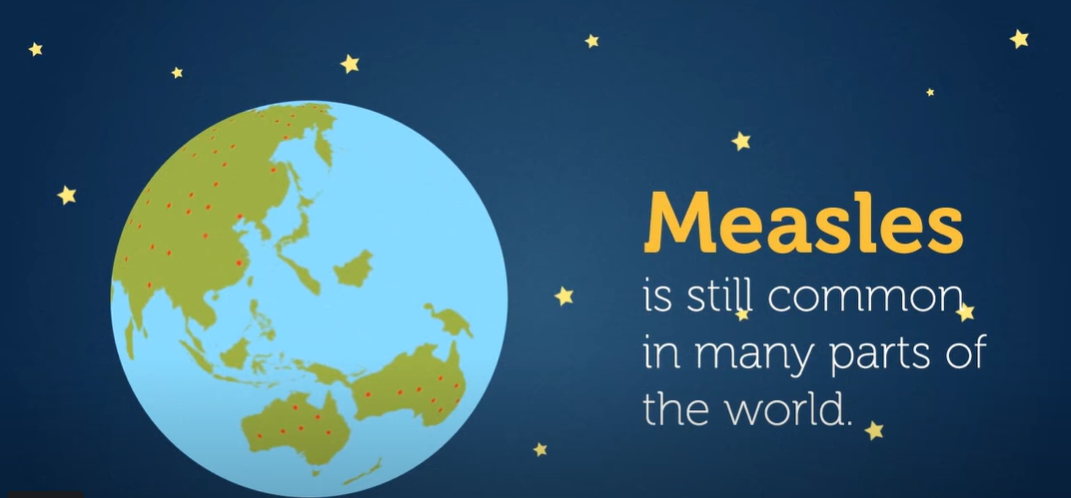 Measles
is still common
in many parts of
the world.